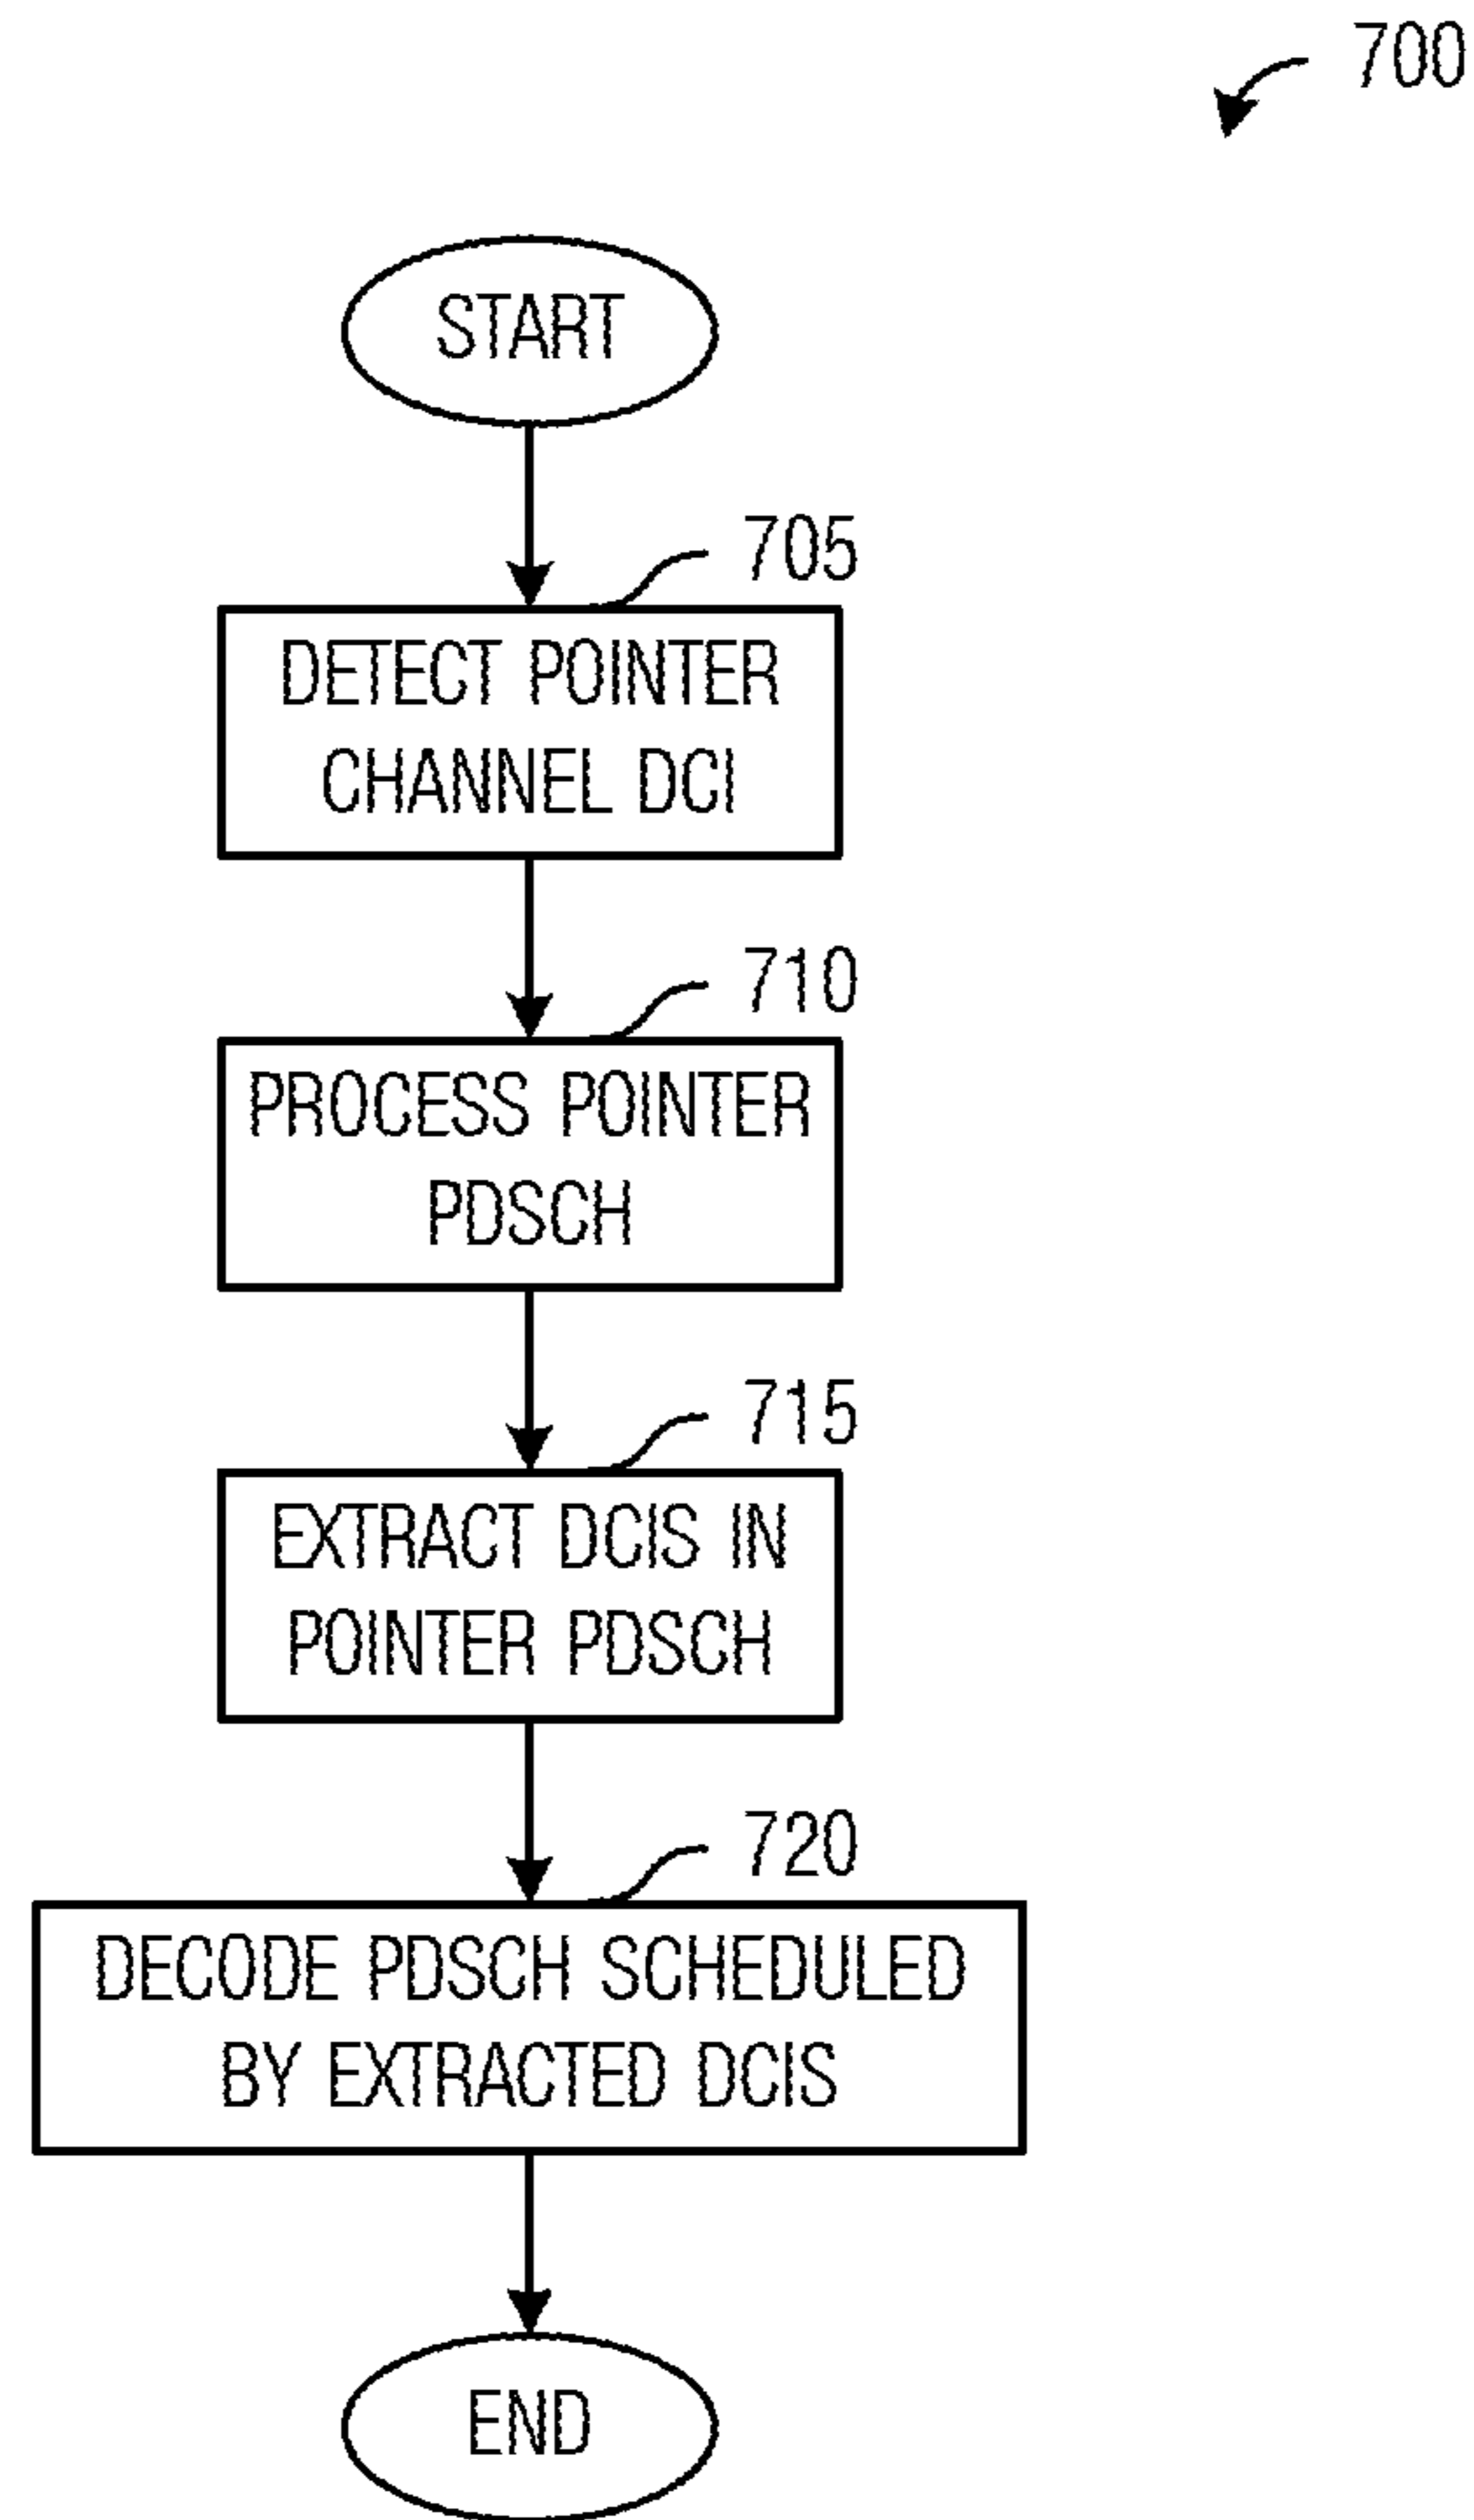 700
START
705
DETECT POINTER
CHANNEL DCI
710
PROCESS POINTER
PDSCH
715
EXTRACT DCIS IN
POINTER PDSCH
720
DECODE PDSCH SCHEDULED
BY EXTRACTED DCIS
END